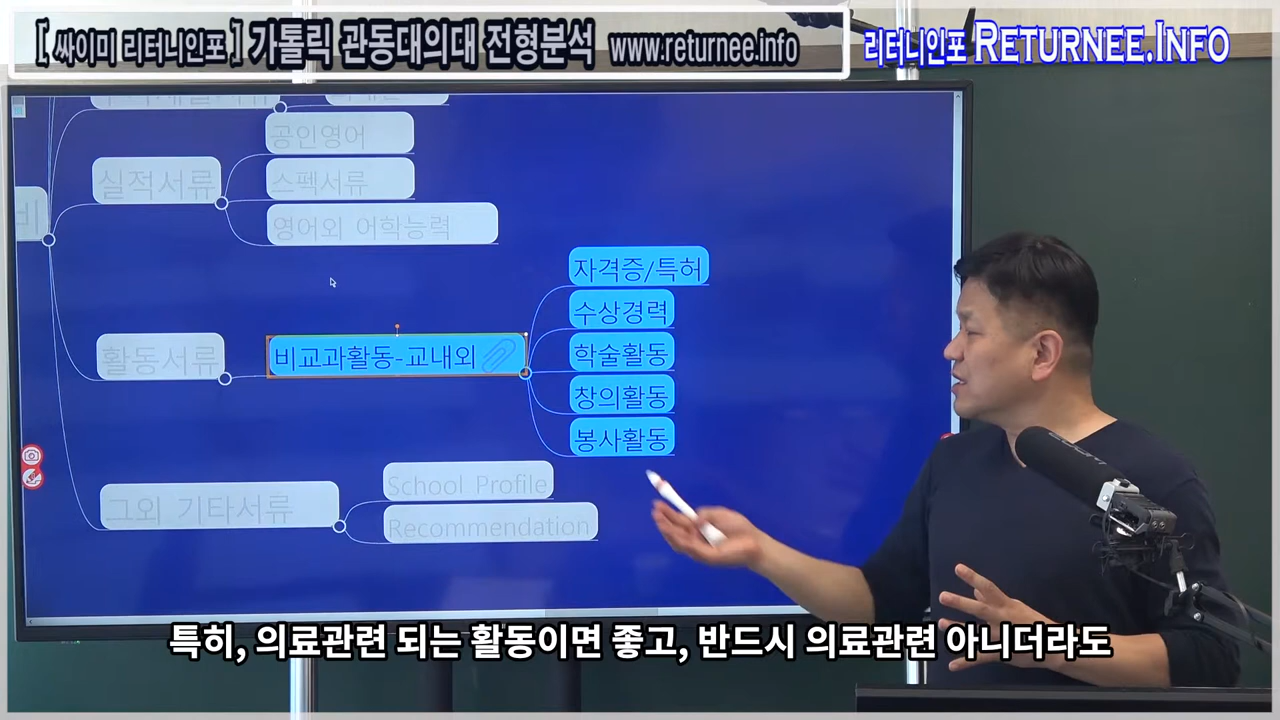 [ 싸이미 리터니인포 ] 가톨릭 관동대의대 전형분석 www.returnee.info
리터니인포 RETURNEE.INFO
공인영어
실적서류
스펙서류
영어외 어학능력
비
자격증/특허
수상경력
활동서류
비교과활동-교내외
학술활동
창의활동
봉사활동
School Profile
그외 기타서류
Recommendation
특히, 의료관련 되는 활동이면 좋고, 반드시 의료관련 아니더라도